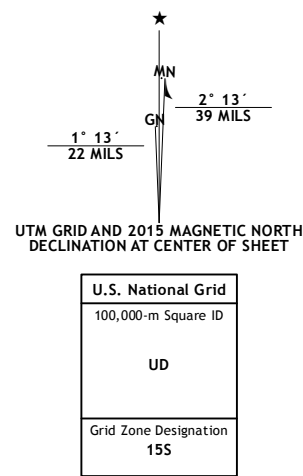 ★
MN
GN
2° 13´
39 MILS
1° 13´
22 MILS
UTM GRID AND 2015 MAGNETIC NORTH
DECLINATION AT CENTER OF SHEET
U.S. National Grid
100,000-m Square ID
UD
Grid Zone Designation
15S